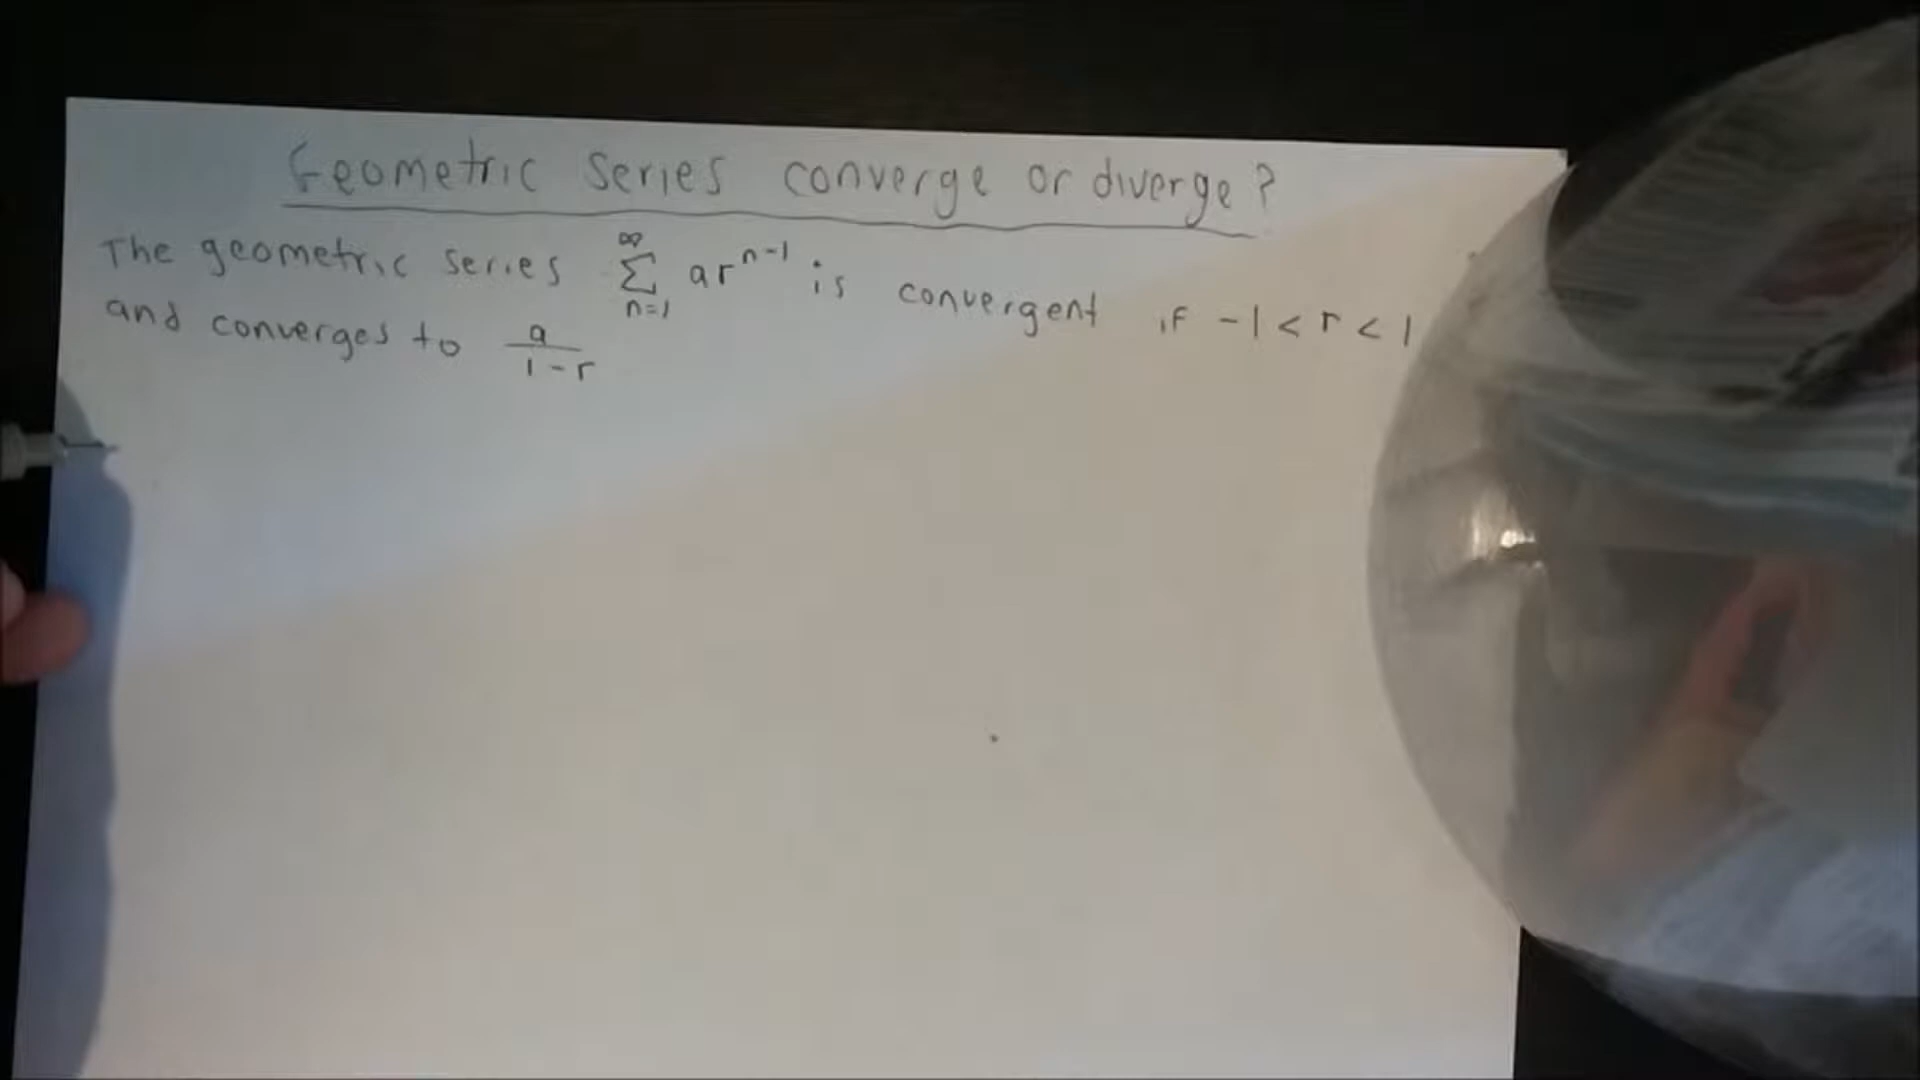 Geometric series converge or diverge?
The geometric series ∑_{n=1}^{∞} ar^{n-1} is convergent if -1 < r < 1
and converges to \frac{a}{1-r}